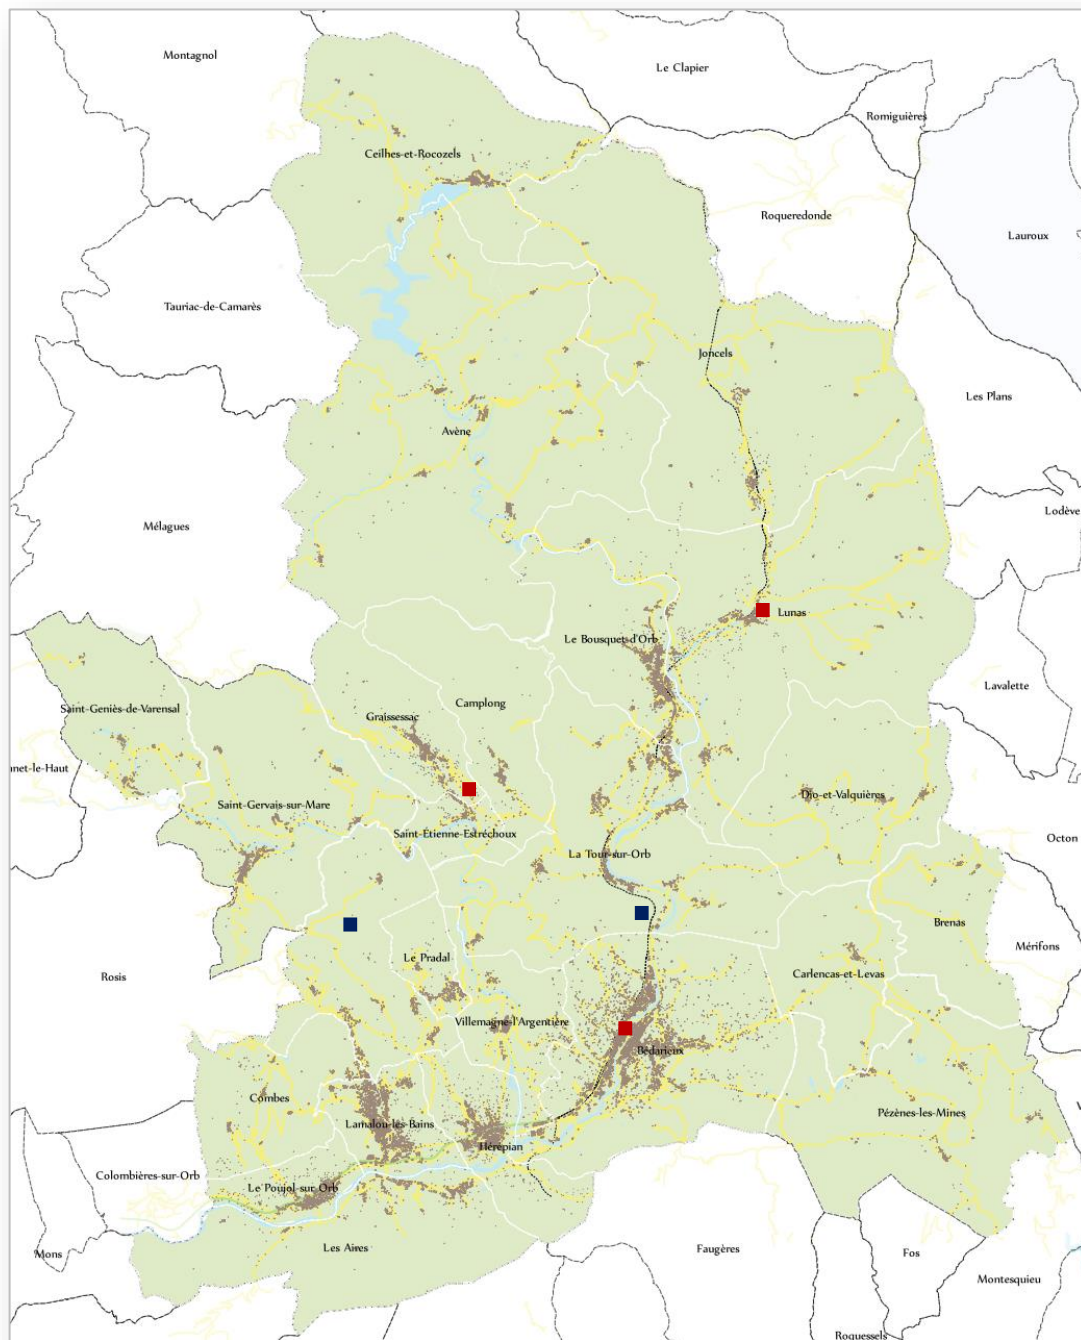 Montagnol
Le Clapier
Romiguières
Ceilhes-et-Rocozels
Roqueredonde
Lauroux
Tauriac-de-Camarès
Joncels
Les Plans
Avène
Lodève
Mélagues
Lunas
Le Bousquet-d'Orb
Lavalette
Saint-Geniès-de-Varensal
Camplong
Graissessac
nnet-le-Haut
Dio-et-Valquières
Saint-Gervais-sur-Mare
Saint-Étienne-Estréchoux
Octon
La Tour-sur-Orb
Brenas
Mérifons
Le Pradal
Carlencas-et-Levas
Rosis
Villemagne-l'Argentière
Bédarieux
Combes
Pézènes-les-Mines
Lamalou-les-Bains
Hérépian
Colombières-sur-Orb
Le Poujol-sur-Orb
Les Aires
Faugères
Mons
Fos
Montesquieu
Roquessels